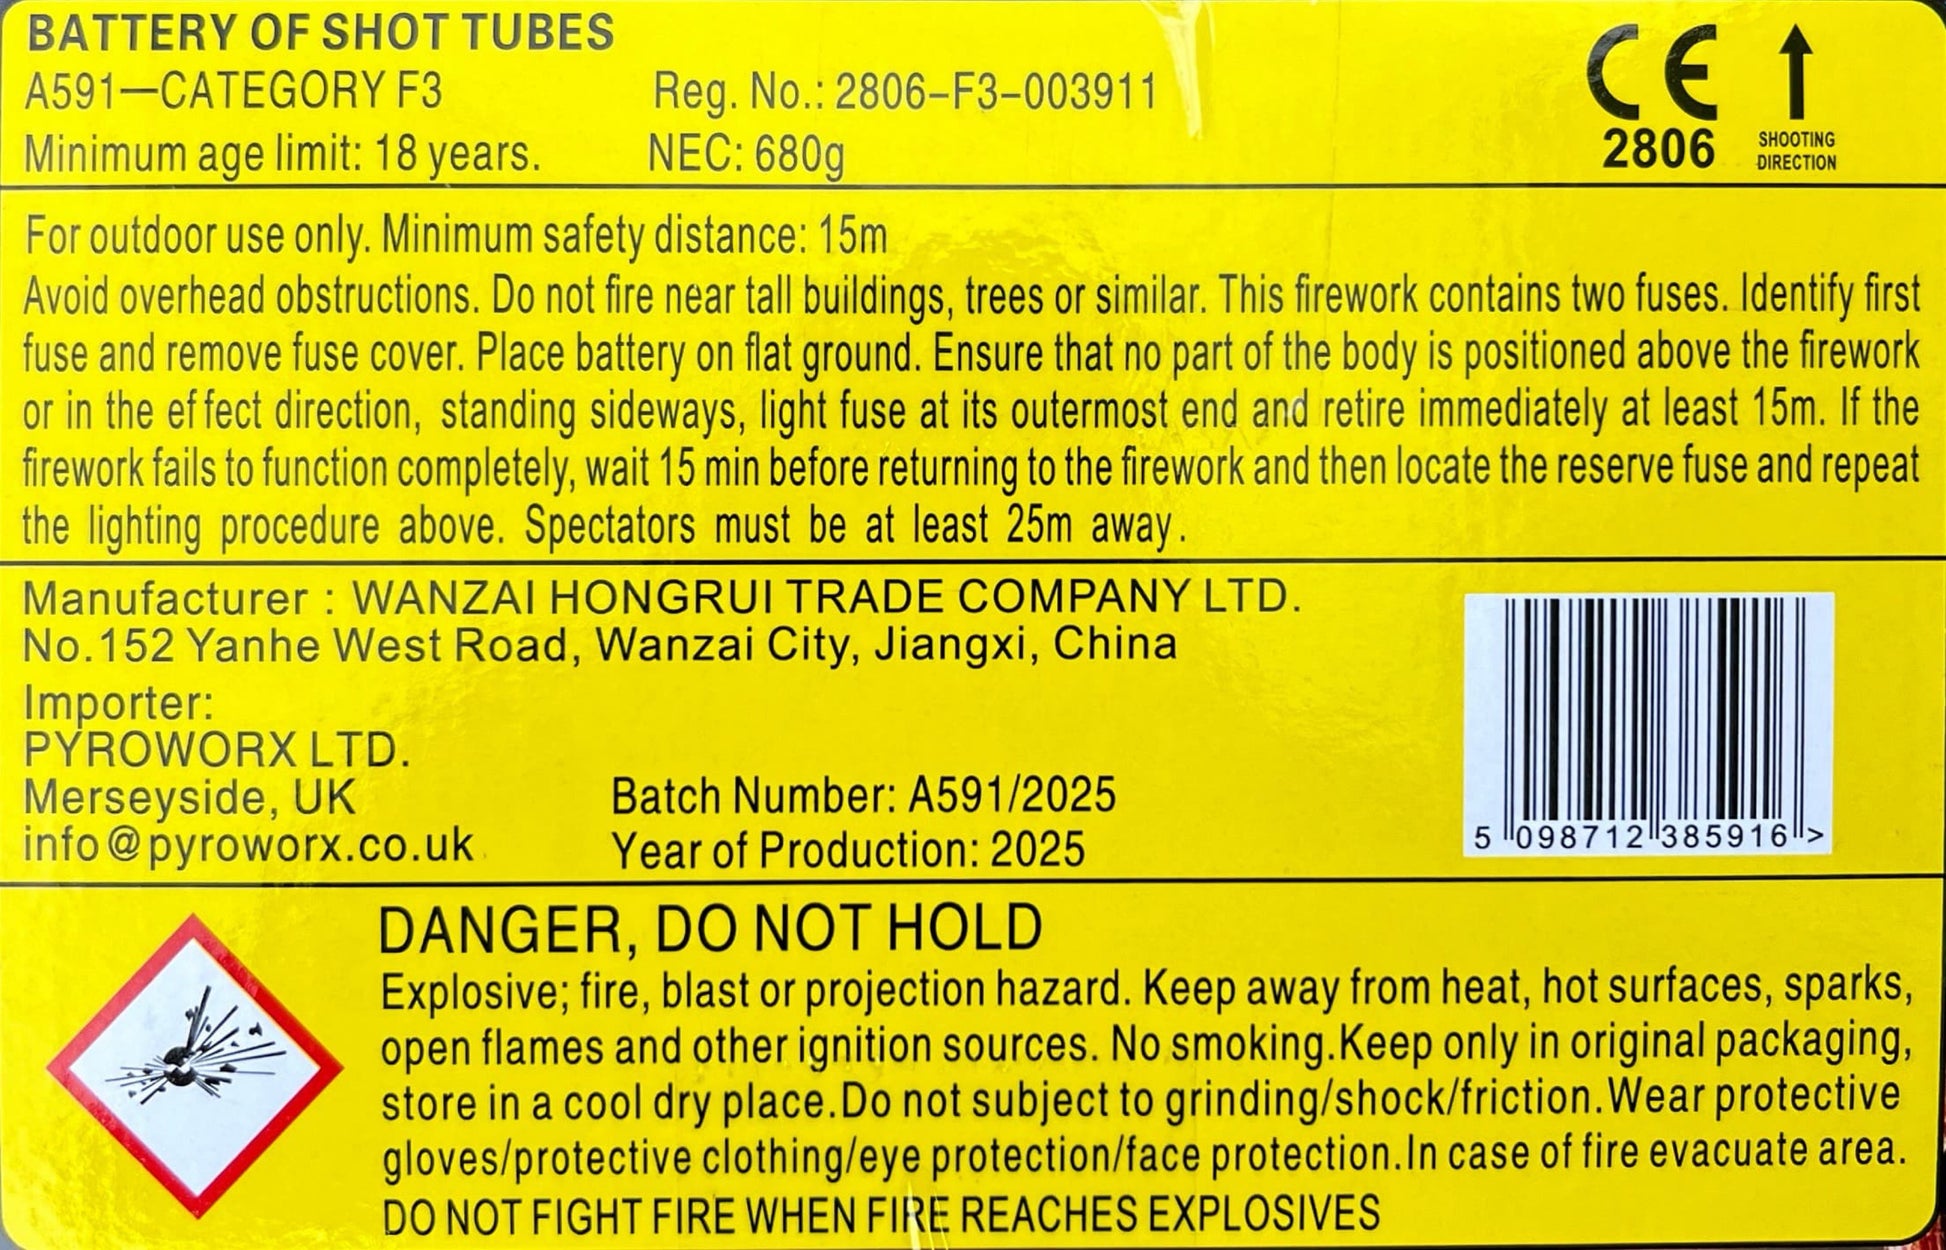 BATTERY OF SHOT TUBES
A591—CATEGORY F3 Reg. No.: 2806-F3-003911
Minimum age limit: 18 years. NEC: 680g
CE
2806
SHOOTING
DIRECTION
For outdoor use only. Minimum safety distance: 15m
Avoid overhead obstructions. Do not fire near tall buildings, trees or similar. This firework contains two fuses. Identify first
fuse and remove fuse cover. Place battery on flat ground. Ensure that no part of the body is positioned above the firework
or in the effect direction, standing sideways, light fuse at its outermost end and retire immediately at least 15m. If the
firework fails to function completely, wait 15 min before returning to the firework and then locate the reserve fuse and repeat
the lighting procedure above. Spectators must be at least 25m away.
Manufacturer : WANZAI HONGRUI TRADE COMPANY LTD.
No.152 Yanhe West Road, Wanzai City, Jiangxi, China
Importer:
PYROWORX LTD.
Merseyside, UK
info@pyroworx.co.uk
Batch Number: A591/2025
Year of Production: 2025
5 098712 385916 >
DANGER, DO NOT HOLD
Explosive; fire, blast or projection hazard. Keep away from heat, hot surfaces, sparks,
open flames and other ignition sources. No smoking.Keep only in original packaging,
store in a cool dry place.Do not subject to grinding/shock/friction.Wear protective
gloves/protective clothing/eye protection/face protection.In case of fire evacuate area.
DO NOT FIGHT FIRE WHEN FIRE REACHES EXPLOSIVES